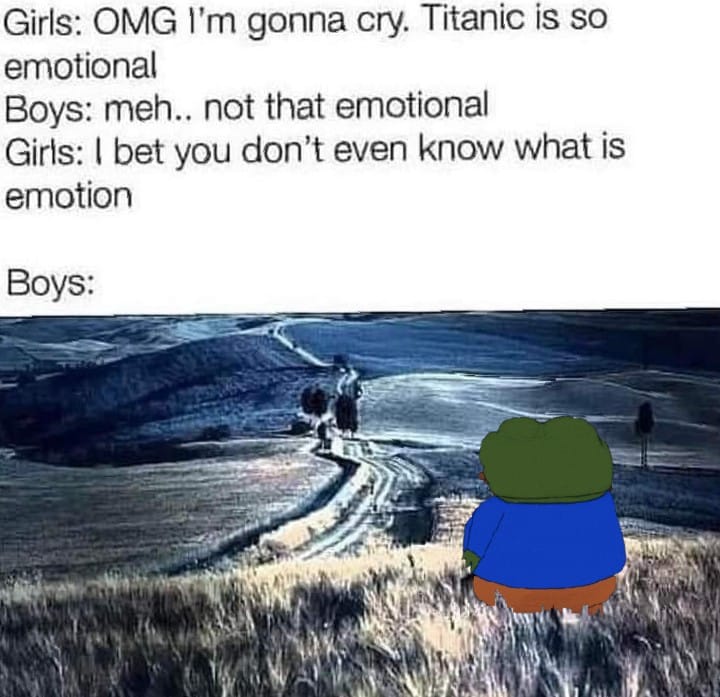 Girls: OMG I'm gonna cry. Titanic is so
emotional
Boys: meh.. not that emotional
Girls: I bet you don't even know what is
emotion
Boys: